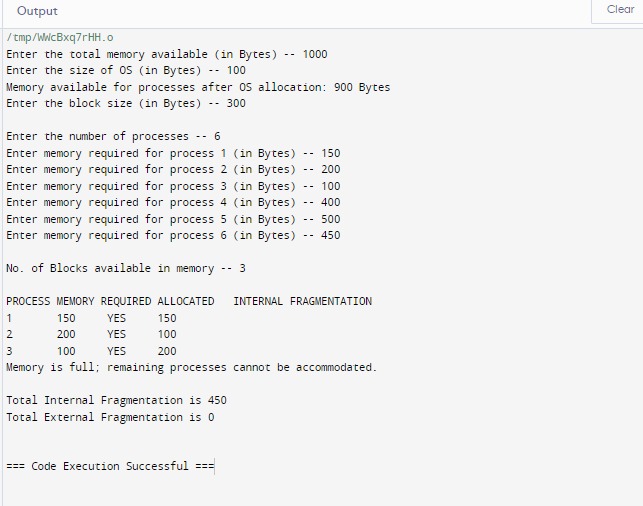 Output
Clear
/tmp/WWcBxq7rHH.o
Enter the total memory available (in Bytes) -- 1000
Enter the size of OS (in Bytes) -- 100
Memory available for processes after OS allocation: 900 Bytes
Enter the block size (in Bytes) -- 300
Enter the number of processes -- 6
Enter memory required for process 1 (in Bytes) -- 150
Enter memory required for process 2 (in Bytes) -- 200
Enter memory required for process 3 (in Bytes) -- 100
Enter memory required for process 4 (in Bytes) -- 400
Enter memory required for process 5 (in Bytes) -- 500
Enter memory required for process 6 (in Bytes) -- 450
No. of Blocks available in memory -- 3
PROCESS MEMORY REQUIRED ALLOCATED   INTERNAL FRAGMENTATION
1       150     YES     150
2       200     YES     100
3       100     YES     200
Memory is full; remaining processes cannot be accommodated.
Total Internal Fragmentation is 450
Total External Fragmentation is 0
=== Code Execution Successful ===